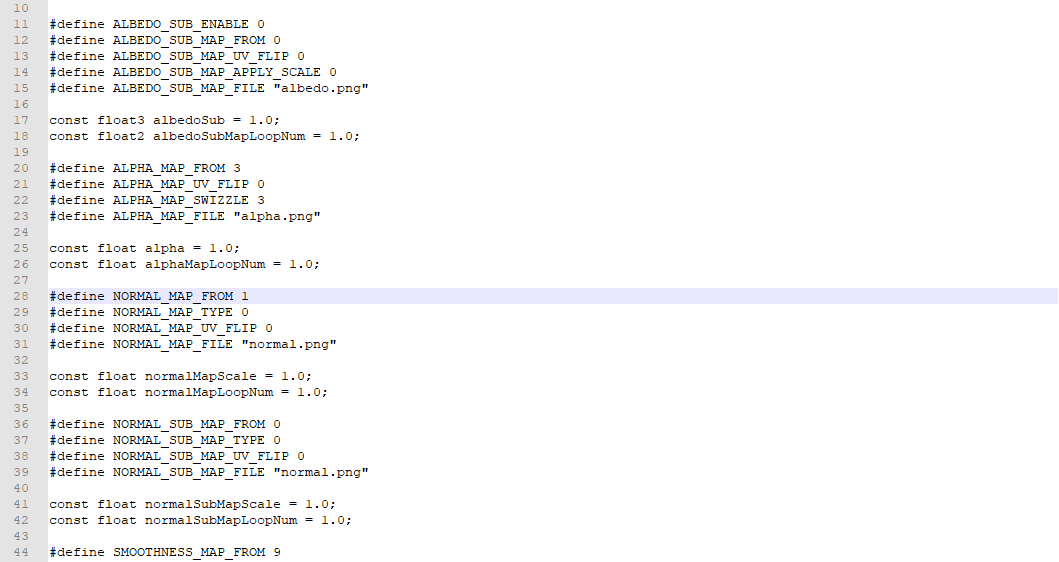 10
11 #define ALBEDO_SUB_ENABLE 0
12 #define ALBEDO_SUB_MAP_FROM 0
13 #define ALBEDO_SUB_MAP_UV_FLIP 0
14 #define ALBEDO_SUB_MAP_APPLY_SCALE 0
15 #define ALBEDO_SUB_MAP_FILE "albedo.png"
16
17 const float3 albedoSub = 1.0;
18 const float2 albedoSubMapLoopNum = 1.0;
19
20 #define ALPHA_MAP_FROM 3
21 #define ALPHA_MAP_UV_FLIP 0
22 #define ALPHA_MAP_SWIZZLE 3
23 #define ALPHA_MAP_FILE "alpha.png"
24
25 const float alpha = 1.0;
26 const float alphaMapLoopNum = 1.0;
27
28 #define NORMAL_MAP_FROM 1
29 #define NORMAL_MAP_TYPE 0
30 #define NORMAL_MAP_UV_FLIP 0
31 #define NORMAL_MAP_FILE "normal.png"
32
33 const float normalMapScale = 1.0;
34 const float normalMapLoopNum = 1.0;
35
36 #define NORMAL_SUB_MAP_FROM 0
37 #define NORMAL_SUB_MAP_TYPE 0
38 #define NORMAL_SUB_MAP_UV_FLIP 0
39 #define NORMAL_SUB_MAP_FILE "normal.png"
40
41 const float normalSubMapScale = 1.0;
42 const float normalSubMapLoopNum = 1.0;
43
44 #define SMOOTHNESS_MAP_FROM 9